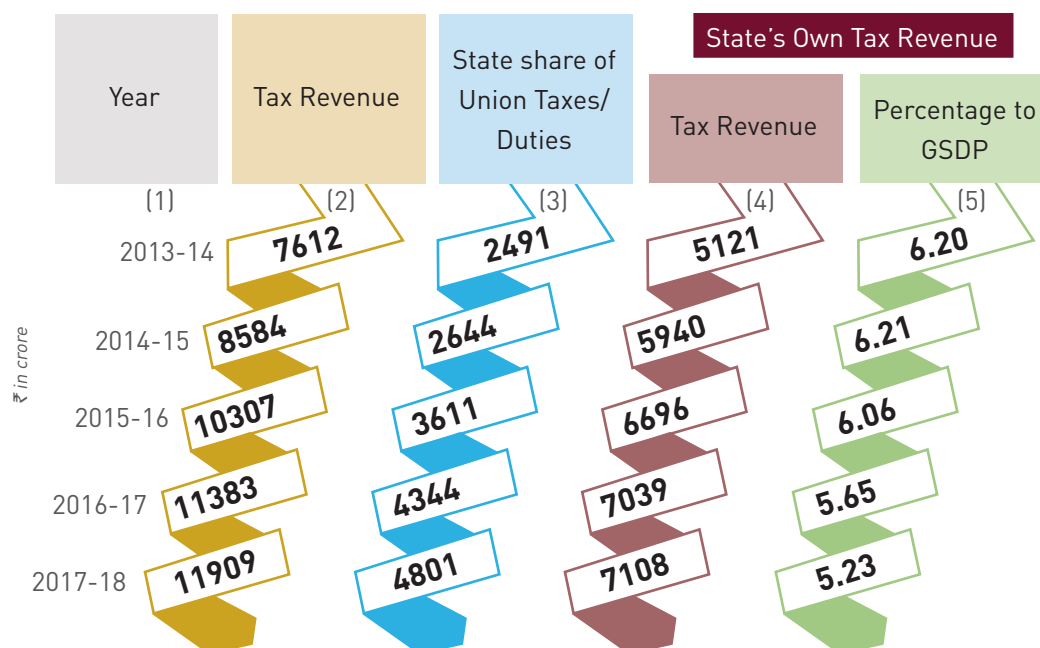 State's Own Tax Revenue
Year
Tax Revenue
State share of
Union Taxes/
Duties
Tax Revenue
Percentage to
GSDP
(1) (2) (3) (4) (5)
2013-14 7612 2491 5121 6.20
2014-15 8584 2644 5940 6.21
2015-16 10307 3611 6696 6.06
2016-17 11383 4344 7039 5.65
2017-18 11909 4801 7108 5.23
₹ in crore